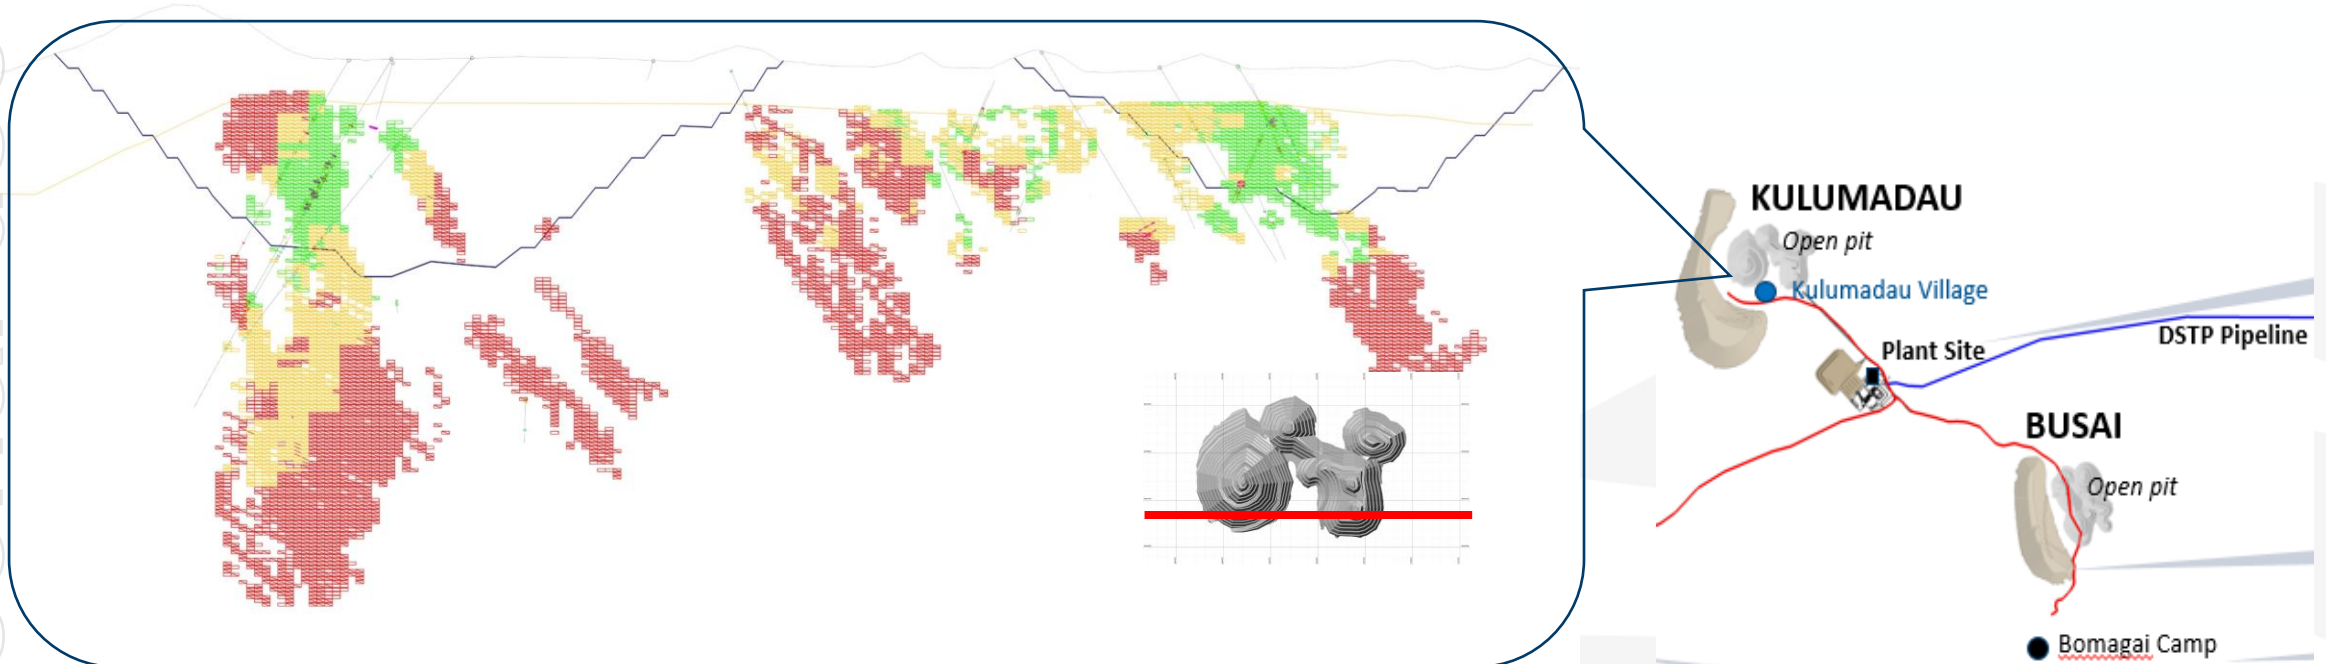 KULUMADAU
Open pit
Kulumadau Village
Plant Site
DSTP Pipeline
BUSAI
Open pit
Bomagai Camp